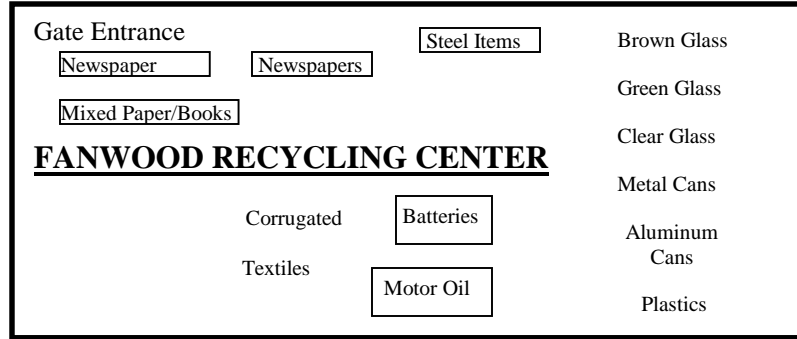 Gate Entrance
Steel Items
Newspaper
Newspapers
Mixed Paper/Books
FANWOOD RECYCLING CENTER
Corrugated
Batteries
Textiles
Motor Oil
Brown Glass
Green Glass
Clear Glass
Metal Cans
Aluminum
Cans
Plastics